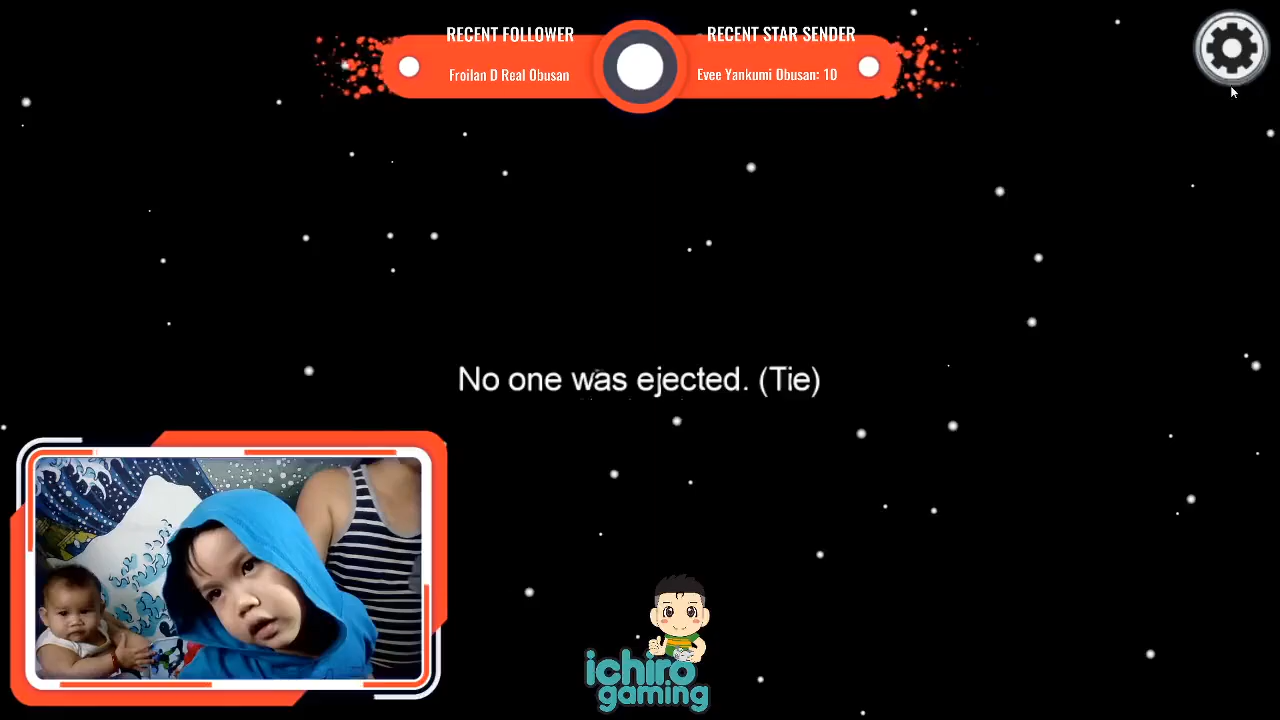 RECENT FOLLOWER
Froilan D Real Obusan
RECENT STAR SENDER
Evee Yankumi Obusan: 10
No one was ejected. (Tie)
ichiro
gaming